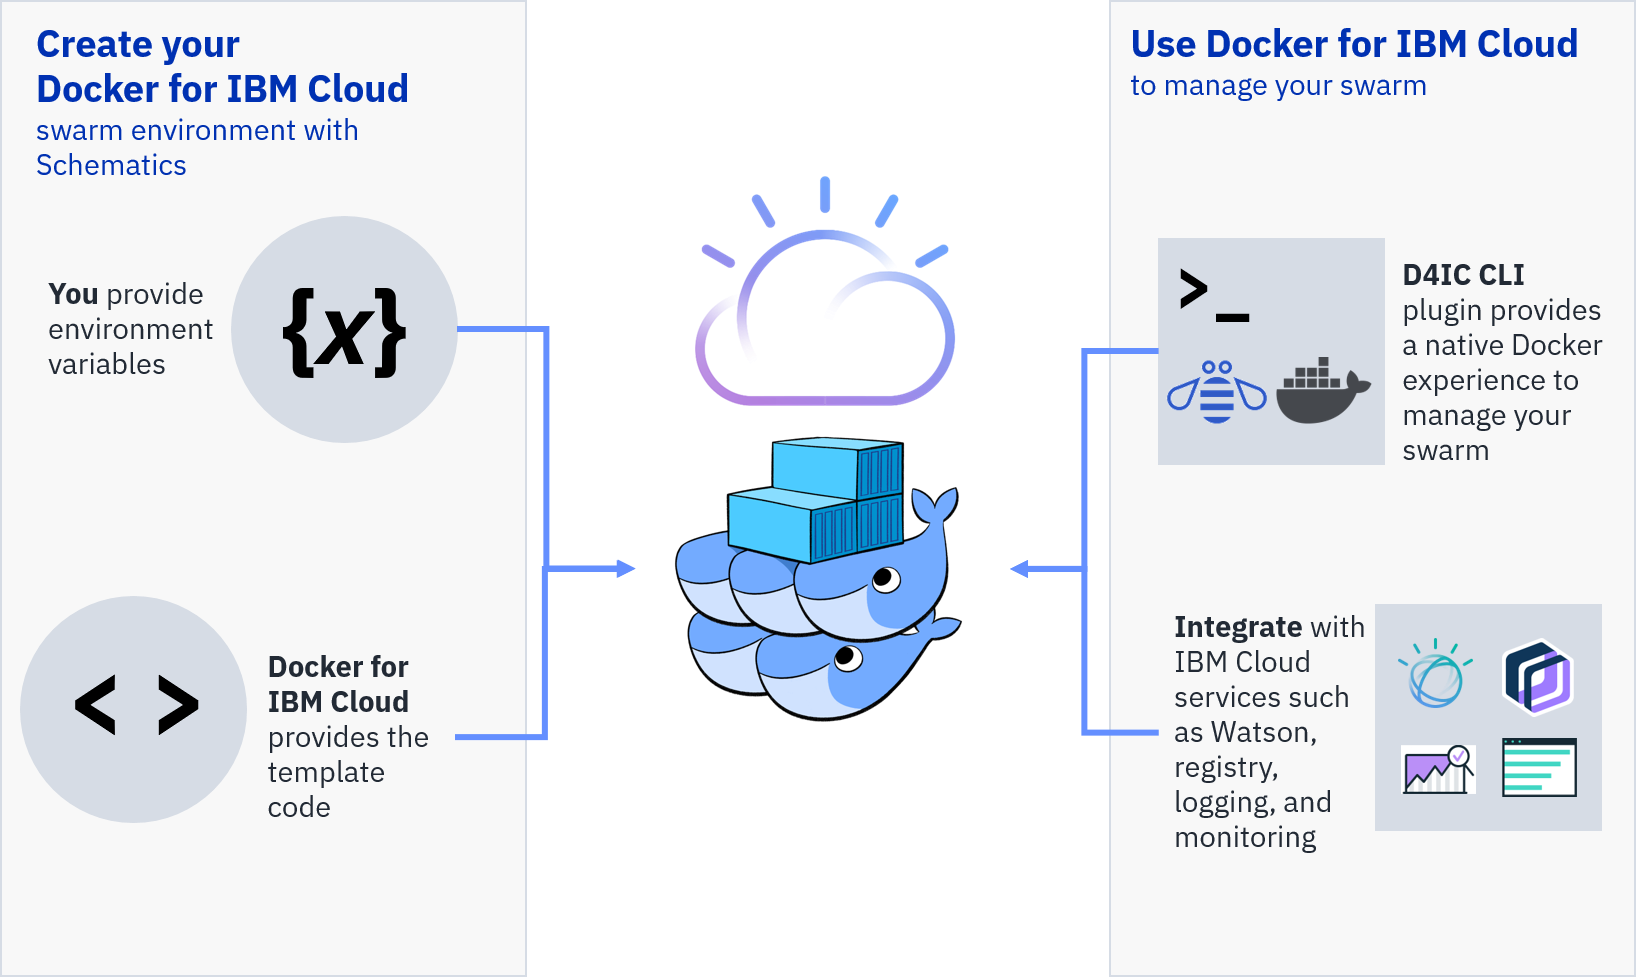 Create your
Docker for IBM Cloud
swarm environment with
Schematics
You provide
environment
variables
{x}
< >
Docker for
IBM Cloud
provides the
template
code
Use Docker for IBM Cloud
to manage your swarm
>_
D4IC CLI
plugin provides
a native Docker
experience to
manage your
swarm
Integrate with
IBM Cloud
services such
as Watson,
registry,
logging, and
monitoring